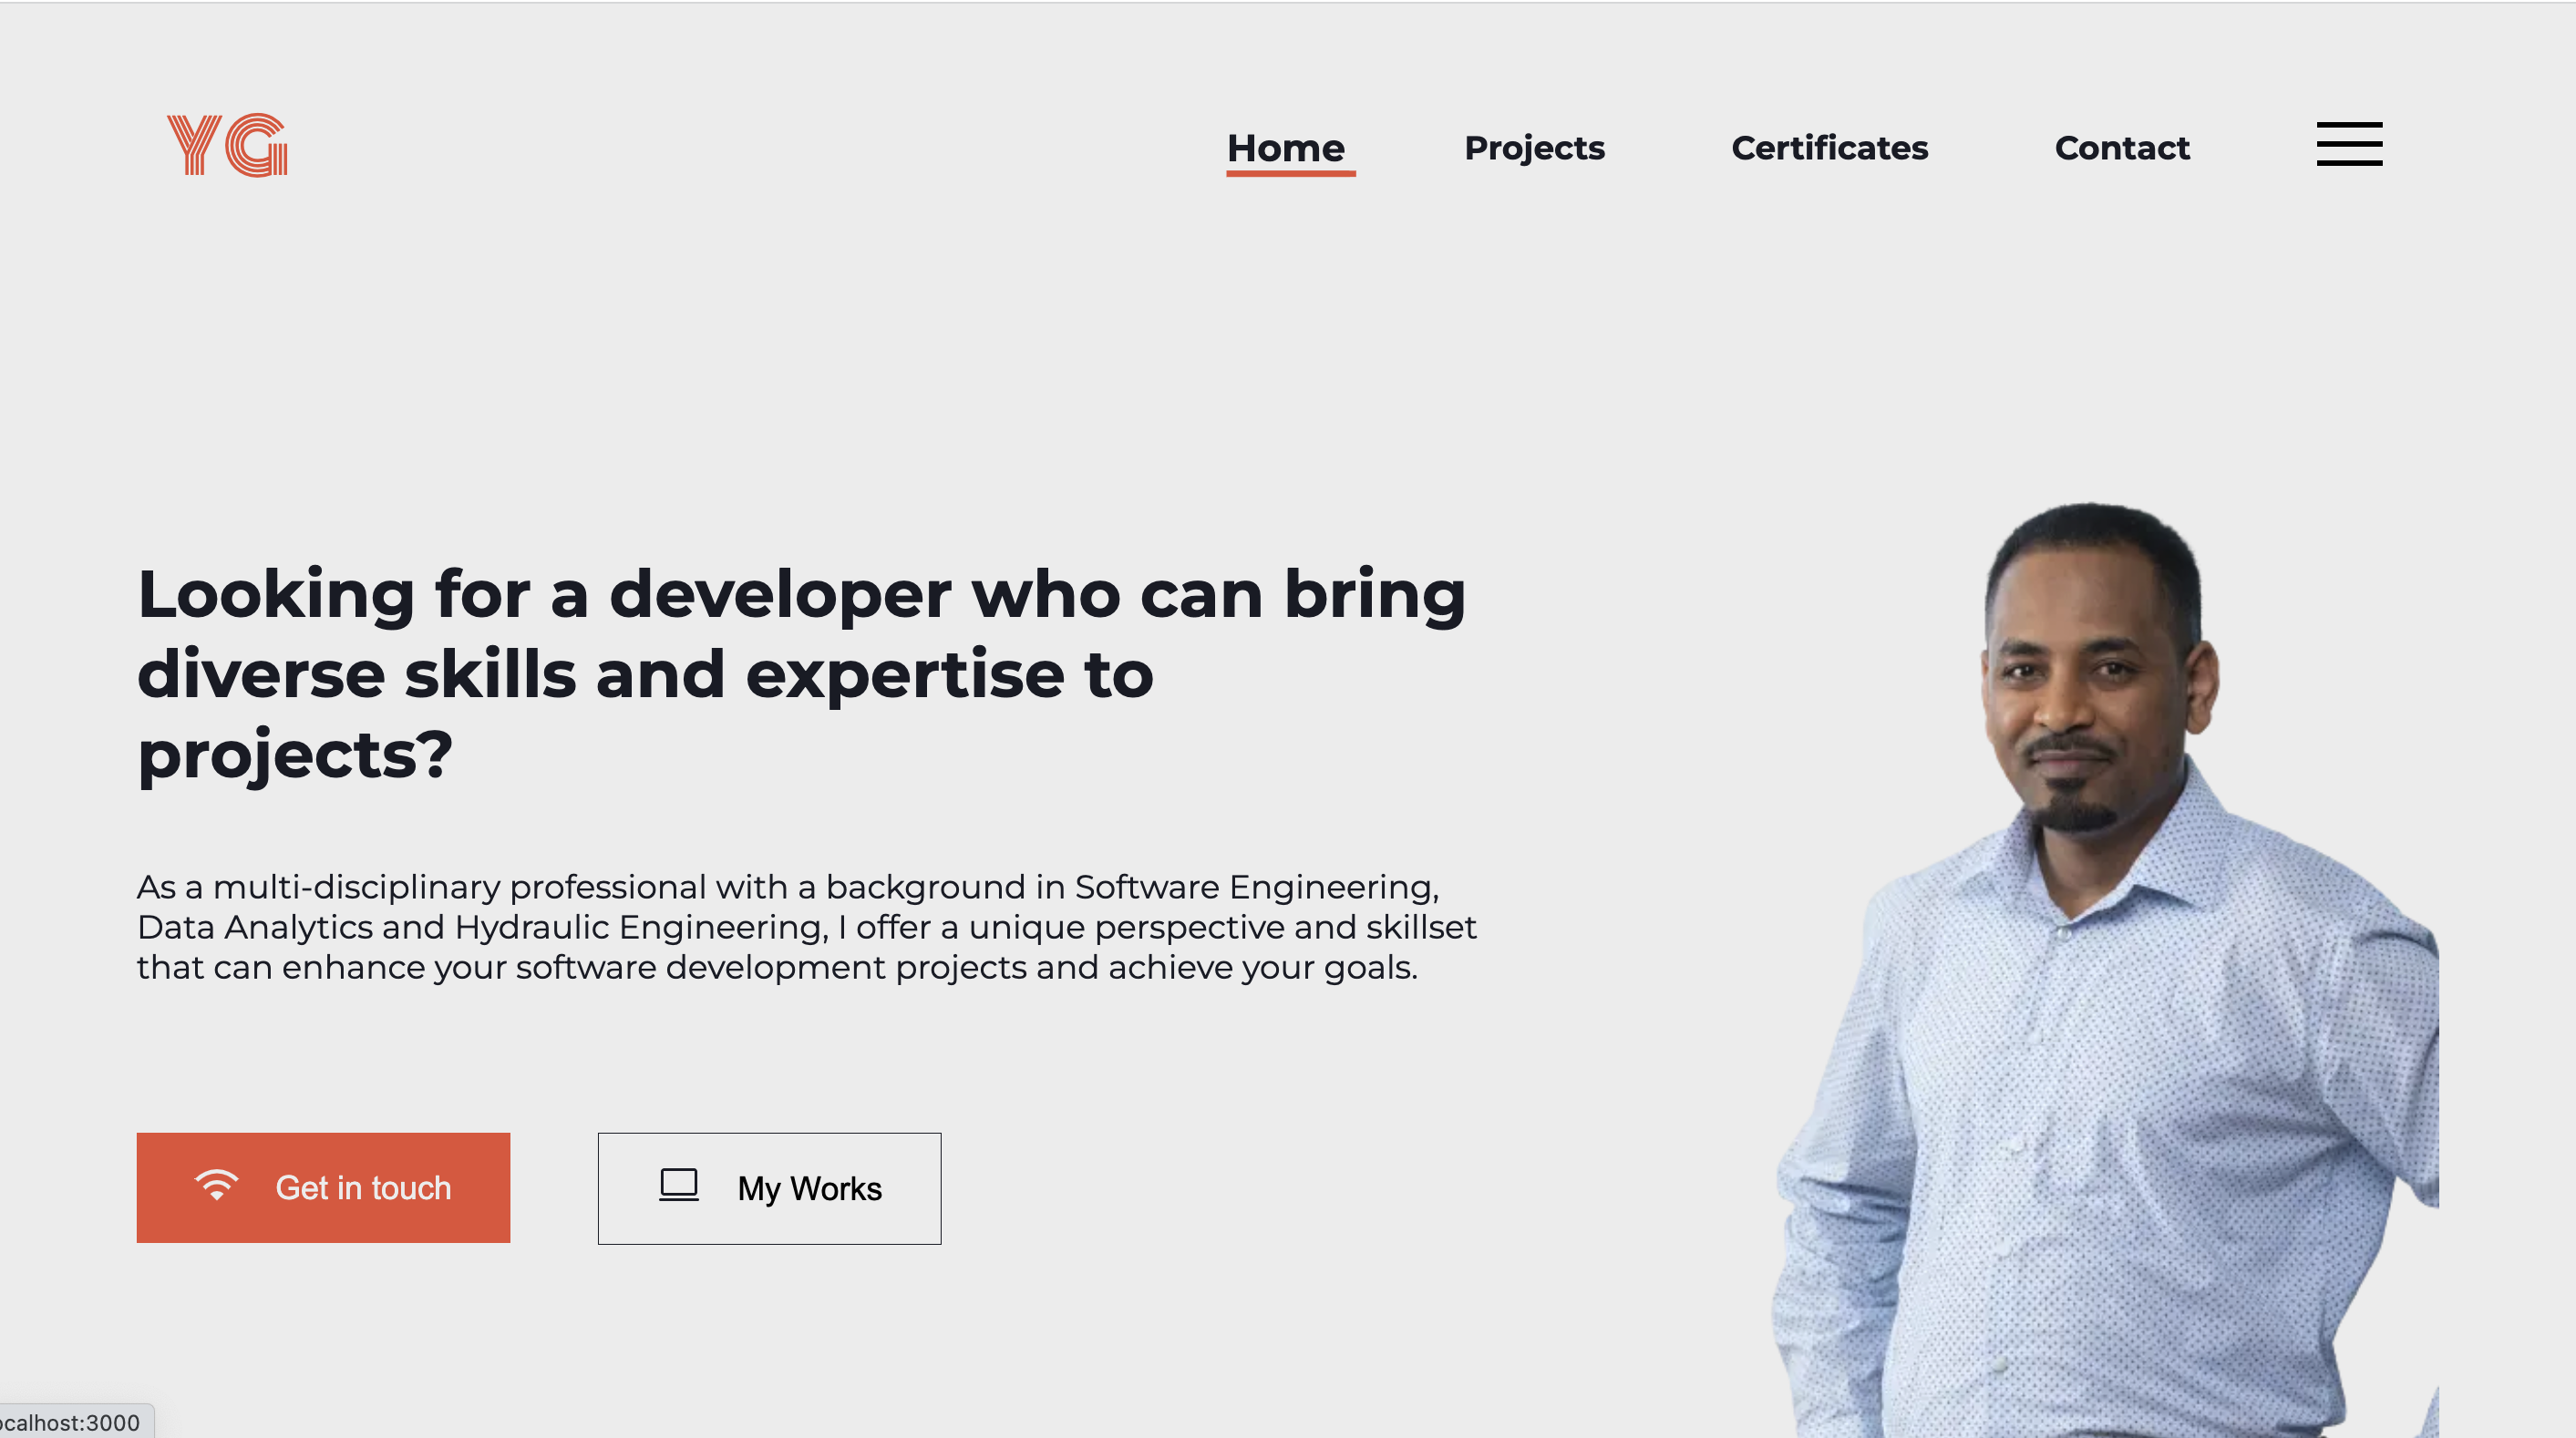 YG
Home Projects Certificates Contact
Looking for a developer who can bring
diverse skills and expertise to
projects?
As a multi-disciplinary professional with a background in Software Engineering,
Data Analytics and Hydraulic Engineering, I offer a unique perspective and skillset
that can enhance your software development projects and achieve your goals.
Get in touch
My Works
ocalhost:3000